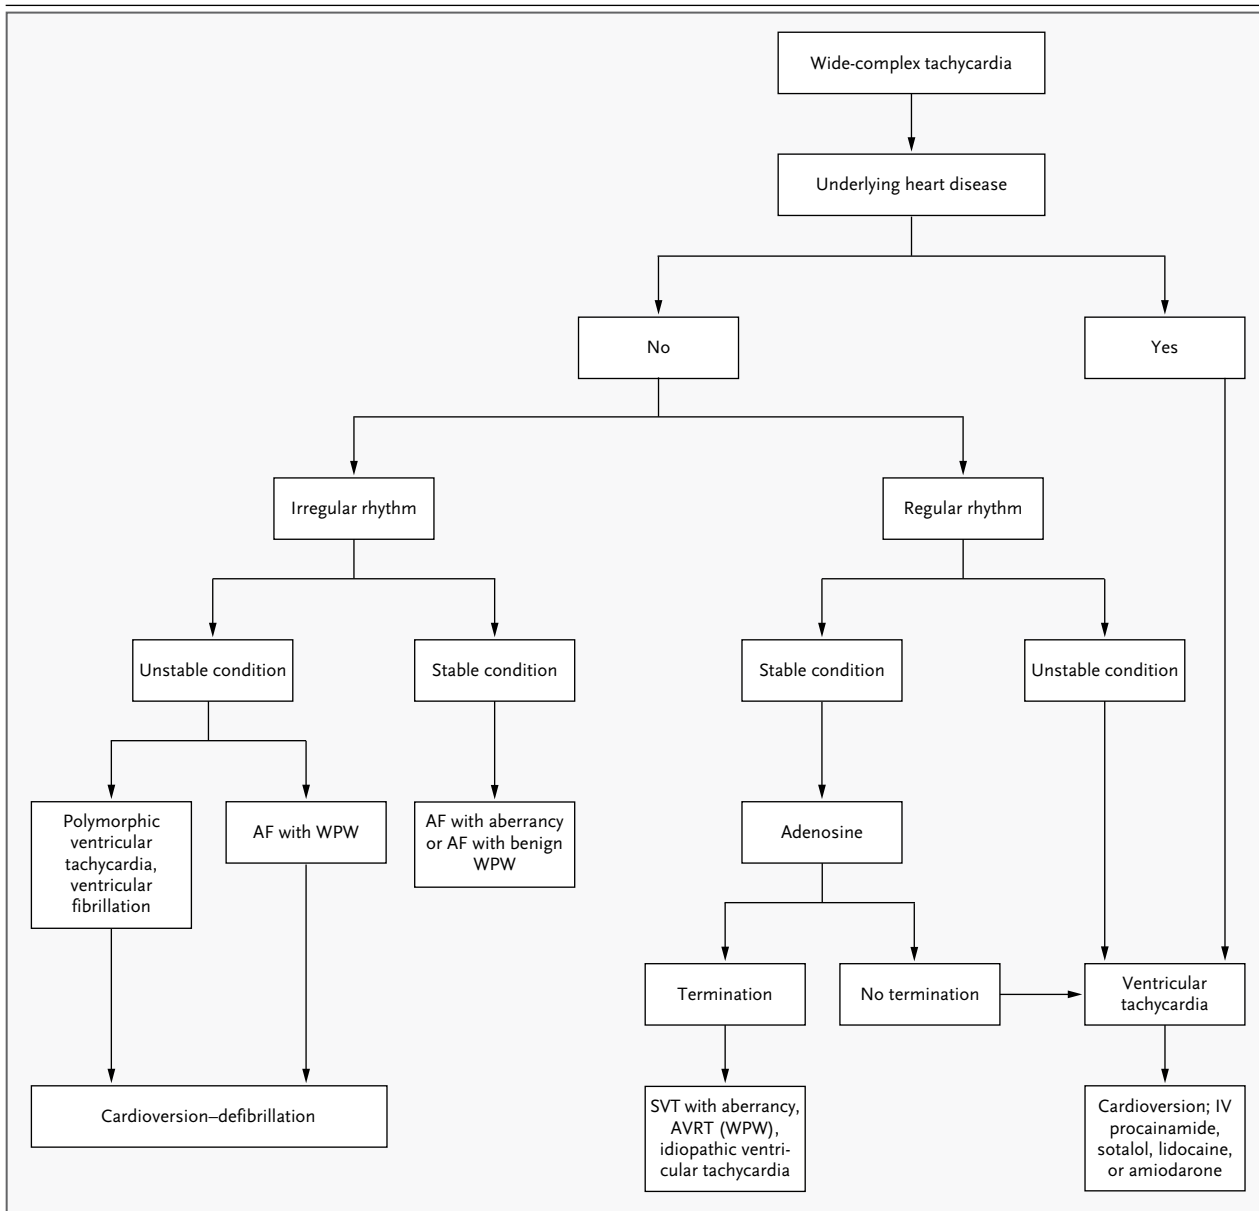 Wide-complex tachycardia
Underlying heart disease
No
Yes
Irregular rhythm
Regular rhythm
Unstable condition
Stable condition
Stable condition
Unstable condition
Polymorphic
ventricular
tachycardia,
ventricular
fibrillation
AF with WPW
AF with aberrancy
or AF with benign
WPW
Adenosine
Termination
No termination
Ventricular
tachycardia
Cardioversion–defibrillation
SVT with aberrancy,
AVRT (WPW),
idiopathic ventri-
cular tachycardia
Cardioversion; IV
procainamide,
sotalol, lidocaine,
or amiodarone